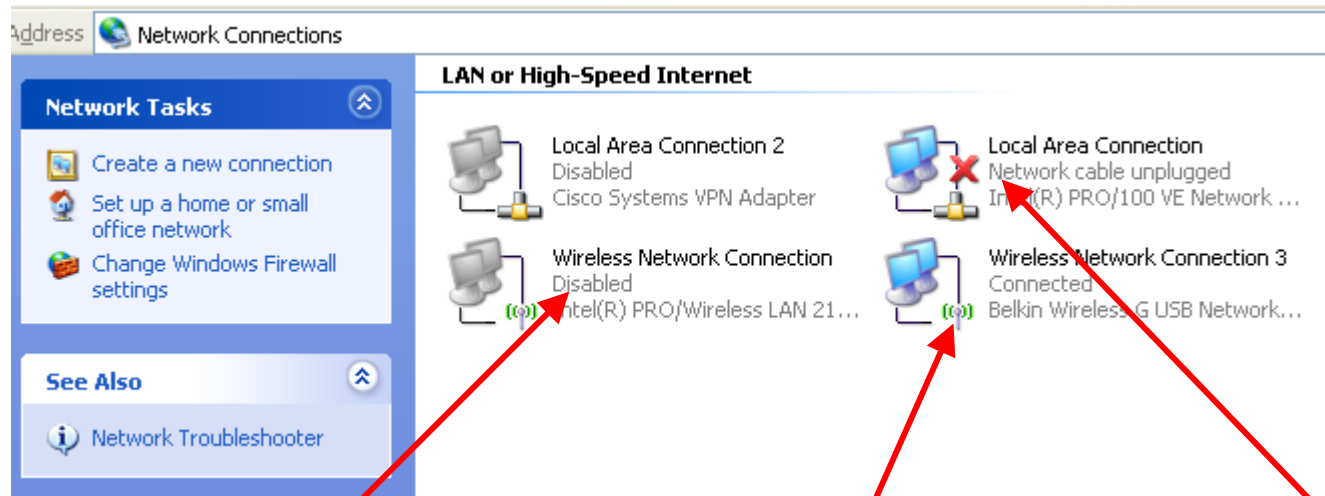 Address Network Connections
Network Tasks
Create a new connection
Set up a home or small
office network
Change Windows Firewall
settings
See Also
Network Troubleshooter
LAN or High-Speed Internet
Local Area Connection 2
Disabled
Cisco Systems VPN Adapter
Local Area Connection
Network cable unplugged
Intel(R) PRO/100 VE Network ...
Wireless Network Connection
Disabled
Intel(R) PRO/Wireless LAN 21...
Wireless Network Connection 3
Connected
Belkin Wireless G USB Network...